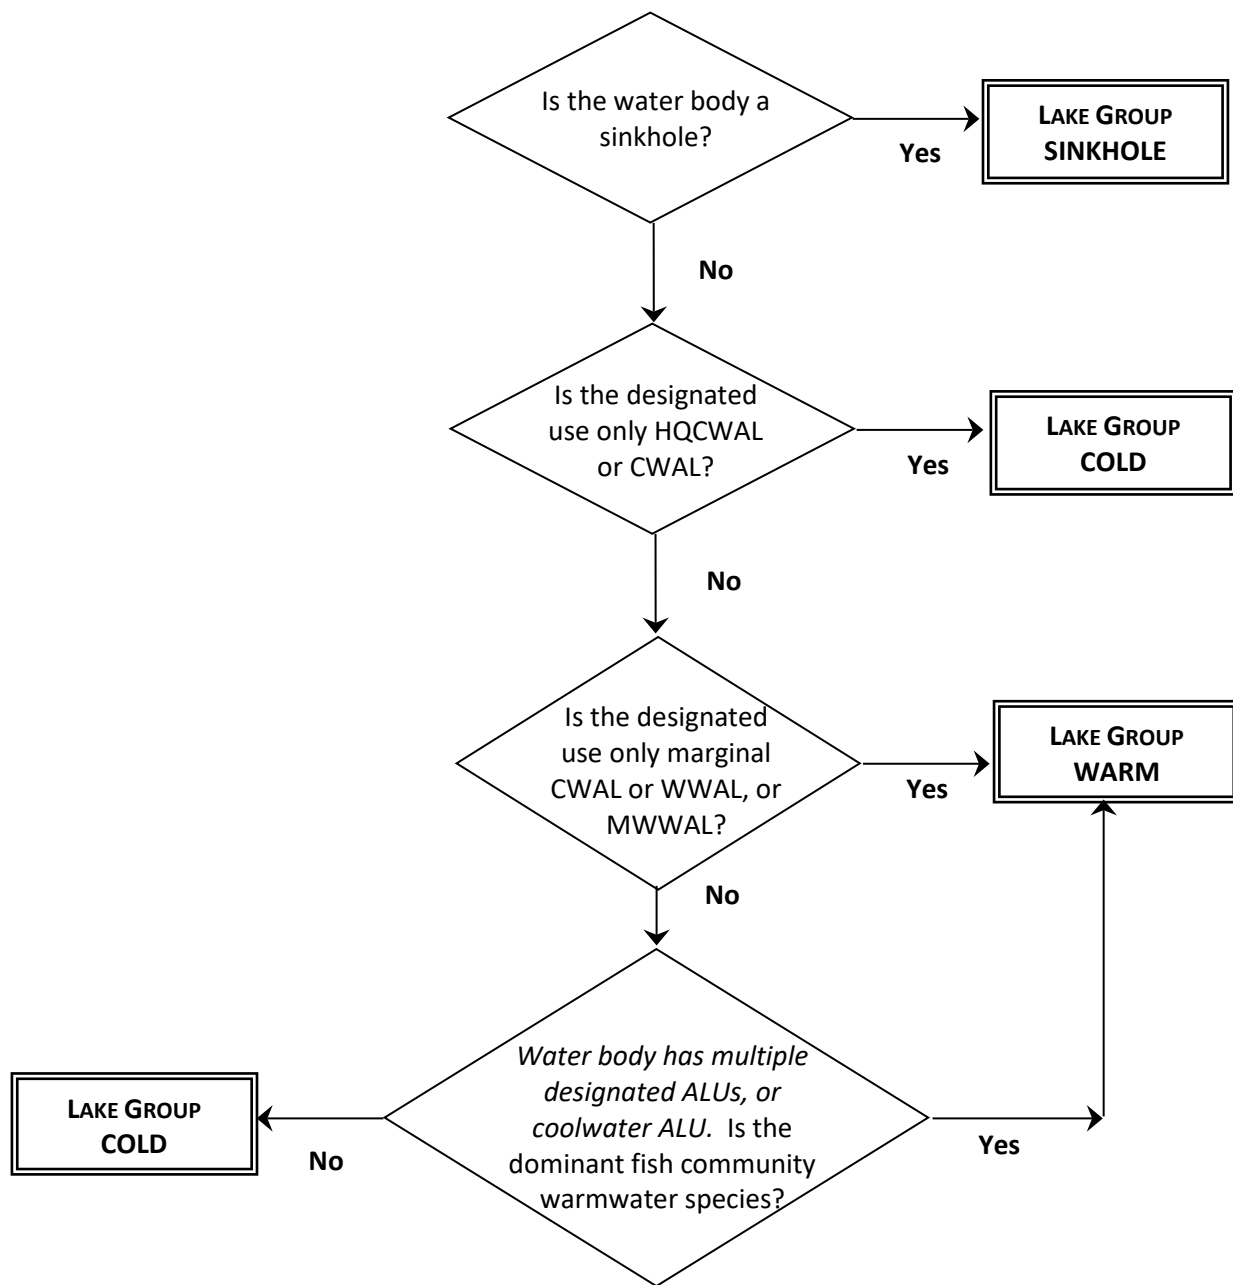 Is the water body a
sinkhole?
Yes
LAKE GROUP
SINKHOLE
No
Is the designated
use only HQCWAL
or CWAL?
Yes
LAKE GROUP
COLD
No
Is the designated
use only marginal
CWAL or WWAL, or
MWWAL?
Yes
LAKE GROUP
WARM
No
Water body has multiple
designated ALUs, or
coolwater ALU.  Is the
dominant fish community
warmwater species?
Yes
No
LAKE GROUP
COLD